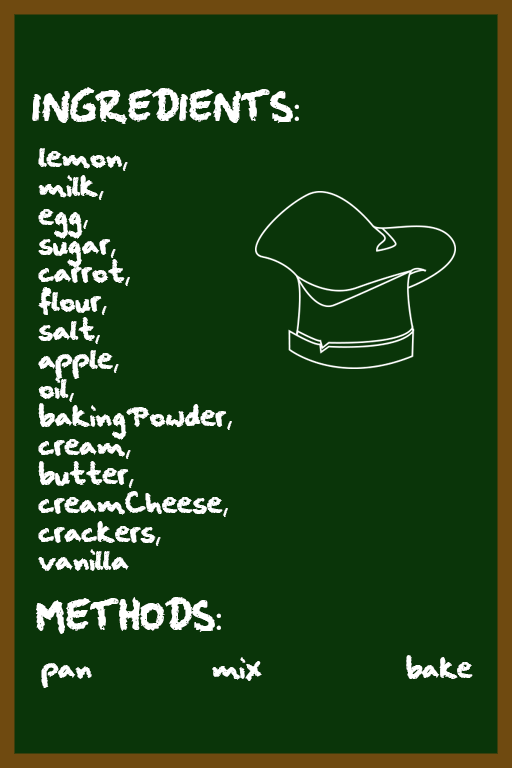 INGREDIENTS:
lemon,
milk,
egg,
sugar,
carrot,
flour,
salt,
apple,
oil,
bakingPowder,
cream,
butter,
creamCheese,
crackers,
vanilla
METHODS:
pan mix bake